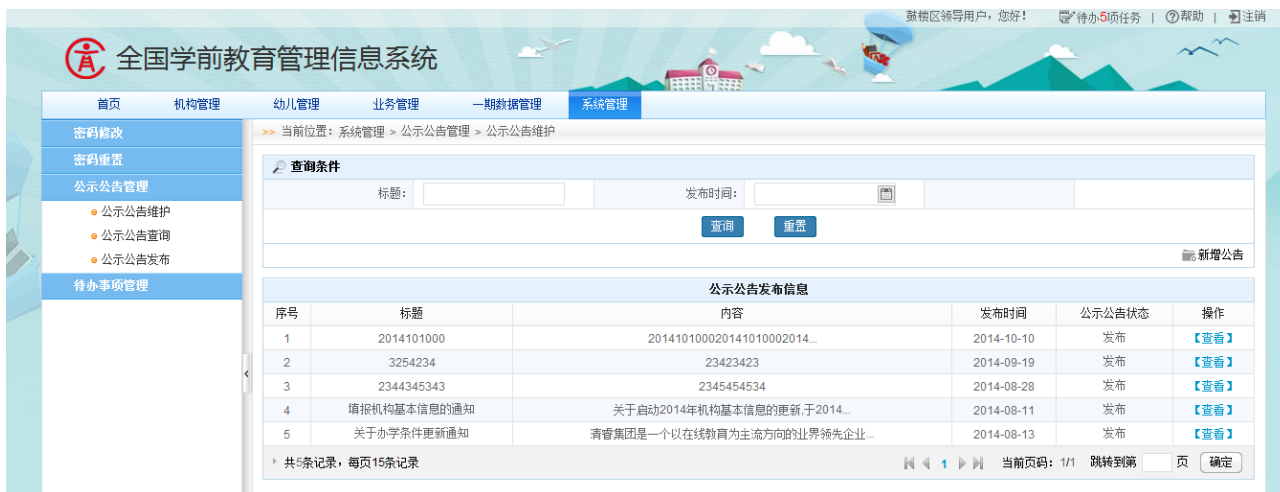 鼓楼区领导用户，您好！ 待办5项任务 | 帮助 | 注销
全国学前教育管理信息系统
首页 机构管理 幼儿管理 业务管理 一期数据管理 系统管理
密码修改
密码重置
公示公告管理
公示公告维护
公示公告查询
公示公告发布
待办事项管理
>> 当前位置：系统管理 > 公示公告管理 > 公示公告维护
查询条件
标题： 发布时间：
查询 重置
新增公告
公示公告发布信息
序号 标题 内容 发布时间 公示公告状态 操作
1 2014101000 201410100020141010002014... 2014-10-10 发布 【查看】
2 3254234 23423423 2014-09-19 发布 【查看】
3 2344345343 2345454534 2014-08-28 发布 【查看】
4 填报机构基本信息的通知 关于启动2014年机构基本信息的更新,于2014... 2014-08-11 发布 【查看】
5 关于办学条件更新通知 清睿集团是一个以在线教育为主流方向的业界领先企业... 2014-08-13 发布 【查看】
共5条记录，每页15条记录 1 当前页码：1/1 跳转到第 页 确定